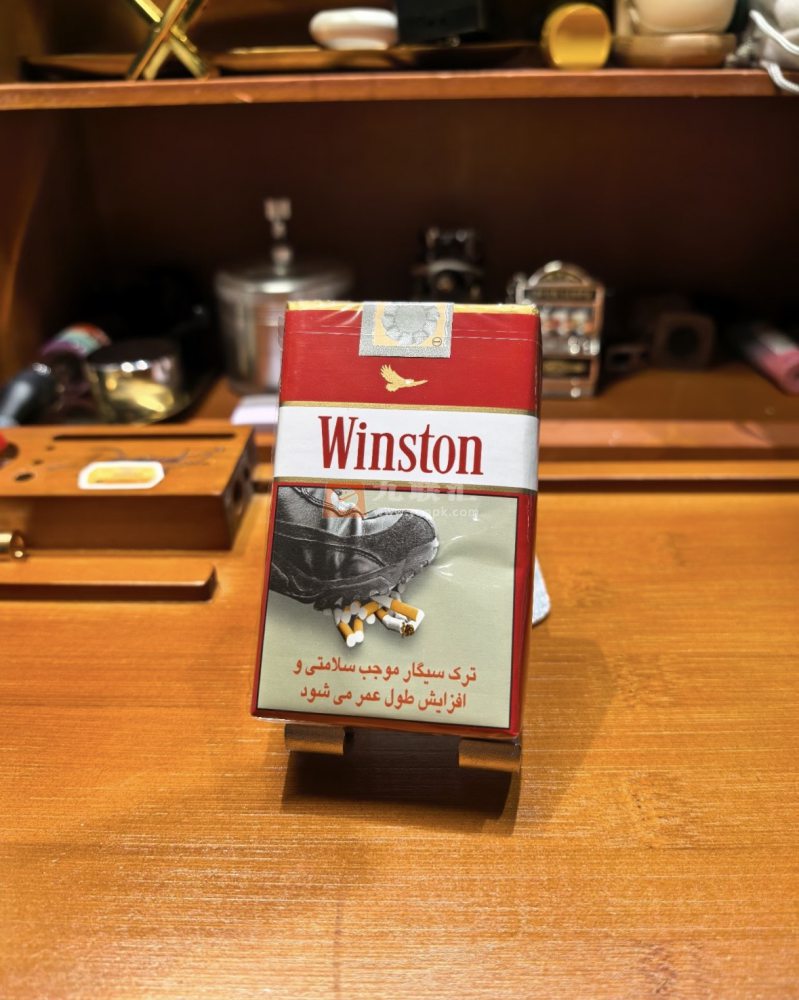 Winston
ترک سیگار موجب سلامتی و
افزایش طول عمر می شود